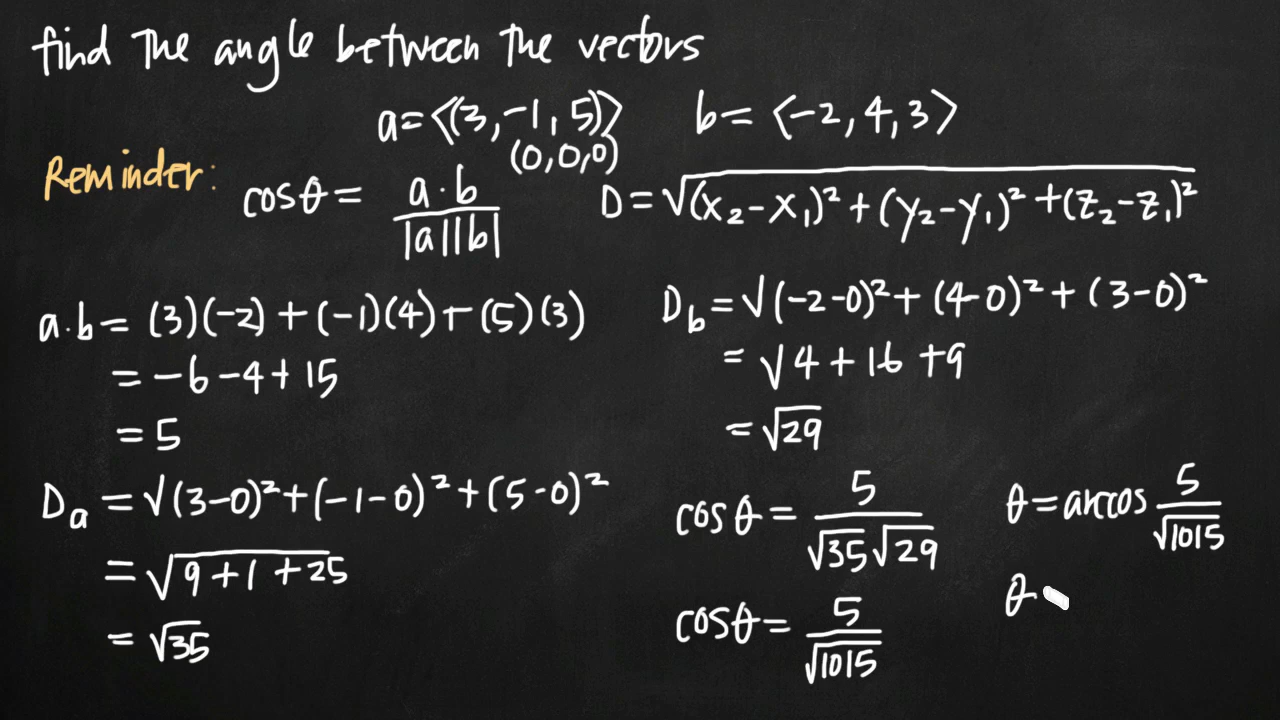 find the angle between the vectors
a=⟨(3,-1,5)⟩ b=⟨-2,4,3⟩
(0,0,0)
Reminder:
cosθ = a·b / |a||b|
D=√(x₂-x₁)²+(y₂-y₁)²+(z₂-z₁)²
a·b = (3)(-2)+(-1)(4)+(5)(3)
= -6-4+15
= 5
Dₐ = √(3-0)²+(-1-0)²+(5-0)²
= √9+1+25
= √35
D_b = √(-2-0)²+(4-0)²+(3-0)²
= √4+16+9
= √29
cosθ = 5 / √35√29
cosθ = 5 / √1015
θ = arccos 5 / √1015
θ